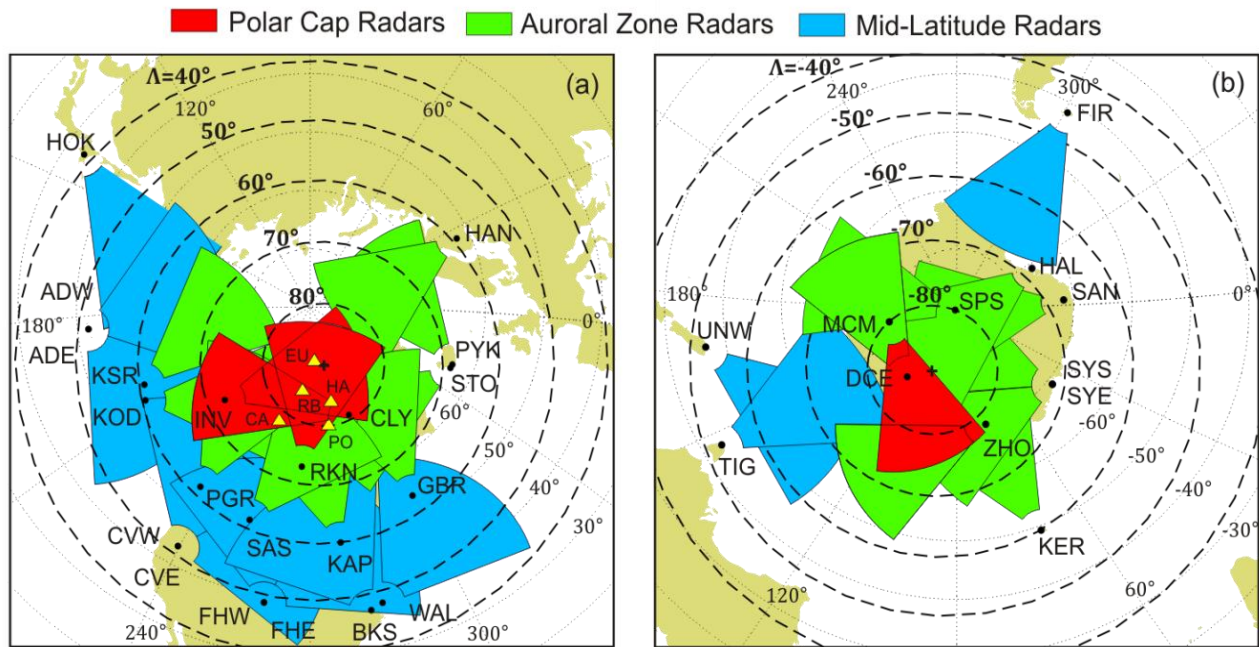 Polar Cap Radars Auroral Zone Radars Mid-Latitude Radars
Λ=40° (a)
120° 60°
50°
HOK
60°
HAN
70°
ADW
80°
180° 0°
ADE
EU
PYK
KSR HA STO
KOD INV RB CLY 60°
CA PO
RKN 50°
PGR GBR 40°
CVW SAS 30°
KAP
CVE
FHW WAL
FHE BKS
240° 300°
Λ=-40° (b)
240° 300°
-50° FIR
-60°
-70° HAL
180° SAN 0°
-80° SPS
UNW MCM
DCE SYS
SYE
-60°
TIG ZHO -50°
-40°
KER -30°
120° 60°